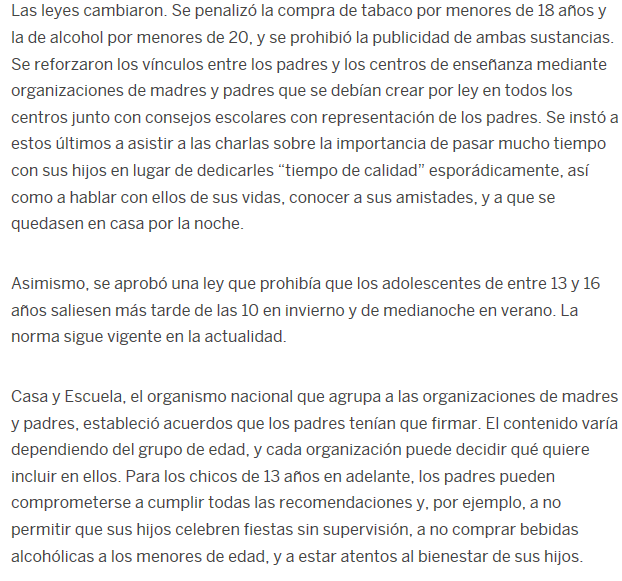 Las leyes cambiaron. Se penalizó la compra de tabaco por menores de 18 años y
la de alcohol por menores de 20, y se prohibió la publicidad de ambas sustancias.
Se reforzaron los vínculos entre los padres y los centros de enseñanza mediante
organizaciones de madres y padres que se debían crear por ley en todos los
centros junto con consejos escolares con representación de los padres. Se instó a
estos últimos a asistir a las charlas sobre la importancia de pasar mucho tiempo
con sus hijos en lugar de dedicarles “tiempo de calidad” esporádicamente, así
como a hablar con ellos de sus vidas, conocer a sus amistades, y a que se
quedasen en casa por la noche.
Asimismo, se aprobó una ley que prohibía que los adolescentes de entre 13 y 16
años saliesen más tarde de las 10 en invierno y de medianoche en verano. La
norma sigue vigente en la actualidad.
Casa y Escuela, el organismo nacional que agrupa a las organizaciones de madres
y padres, estableció acuerdos que los padres tenían que firmar. El contenido varía
dependiendo del grupo de edad, y cada organización puede decidir qué quiere
incluir en ellos. Para los chicos de 13 años en adelante, los padres pueden
comprometerse a cumplir todas las recomendaciones y, por ejemplo, a no
permitir que sus hijos celebren fiestas sin supervisión, a no comprar bebidas
alcohólicas a los menores de edad, y a estar atentos al bienestar de sus hijos.